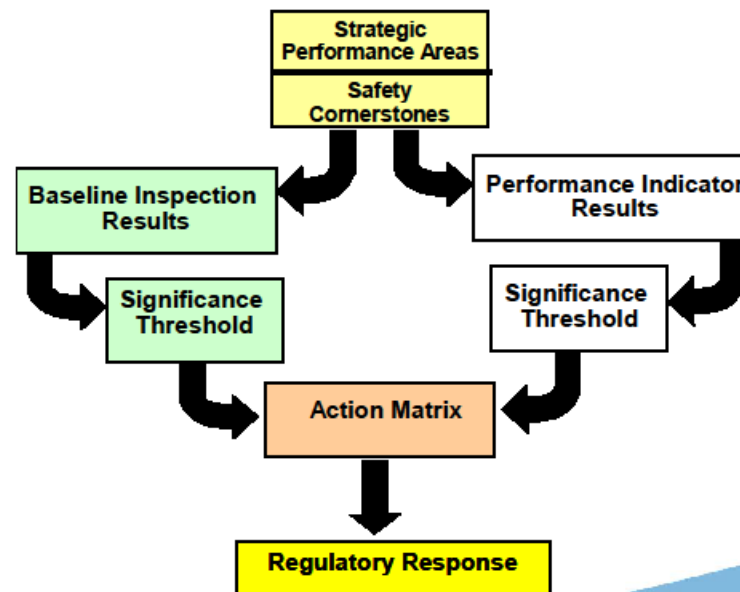 Strategic
Performance Areas
Safety
Cornerstones
Baseline Inspection
Results
Performance Indicator
Results
Significance
Threshold
Significance
Threshold
Action Matrix
Regulatory Response